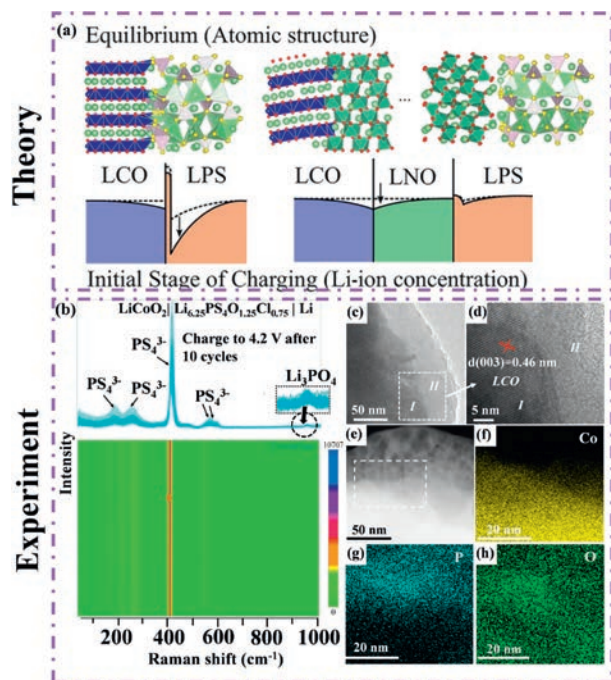 Theory
(a)
Equilibrium (Atomic structure)
...
LCO
LPS
LCO
LNO
LPS
Initial Stage of Charging (Li-ion concentration)
Experiment
(b)
LiCoO2| Li6.25PS4O1.25Cl0.75 | Li
PS4 3-
Charge to 4.2 V after
10 cycles
PS4 3-
PS4 3-
PS4 3-
Li3PO4
Intensity
10767
0
200
400
600
800
1000
Raman shift (cm-1)
(c)
II
I
50 nm
(d)
II
d(003)=0.46 nm
LCO
I
5 nm
(e)
50 nm
(f)
Co
20 nm
(g)
P
20 nm
(h)
O
20 nm